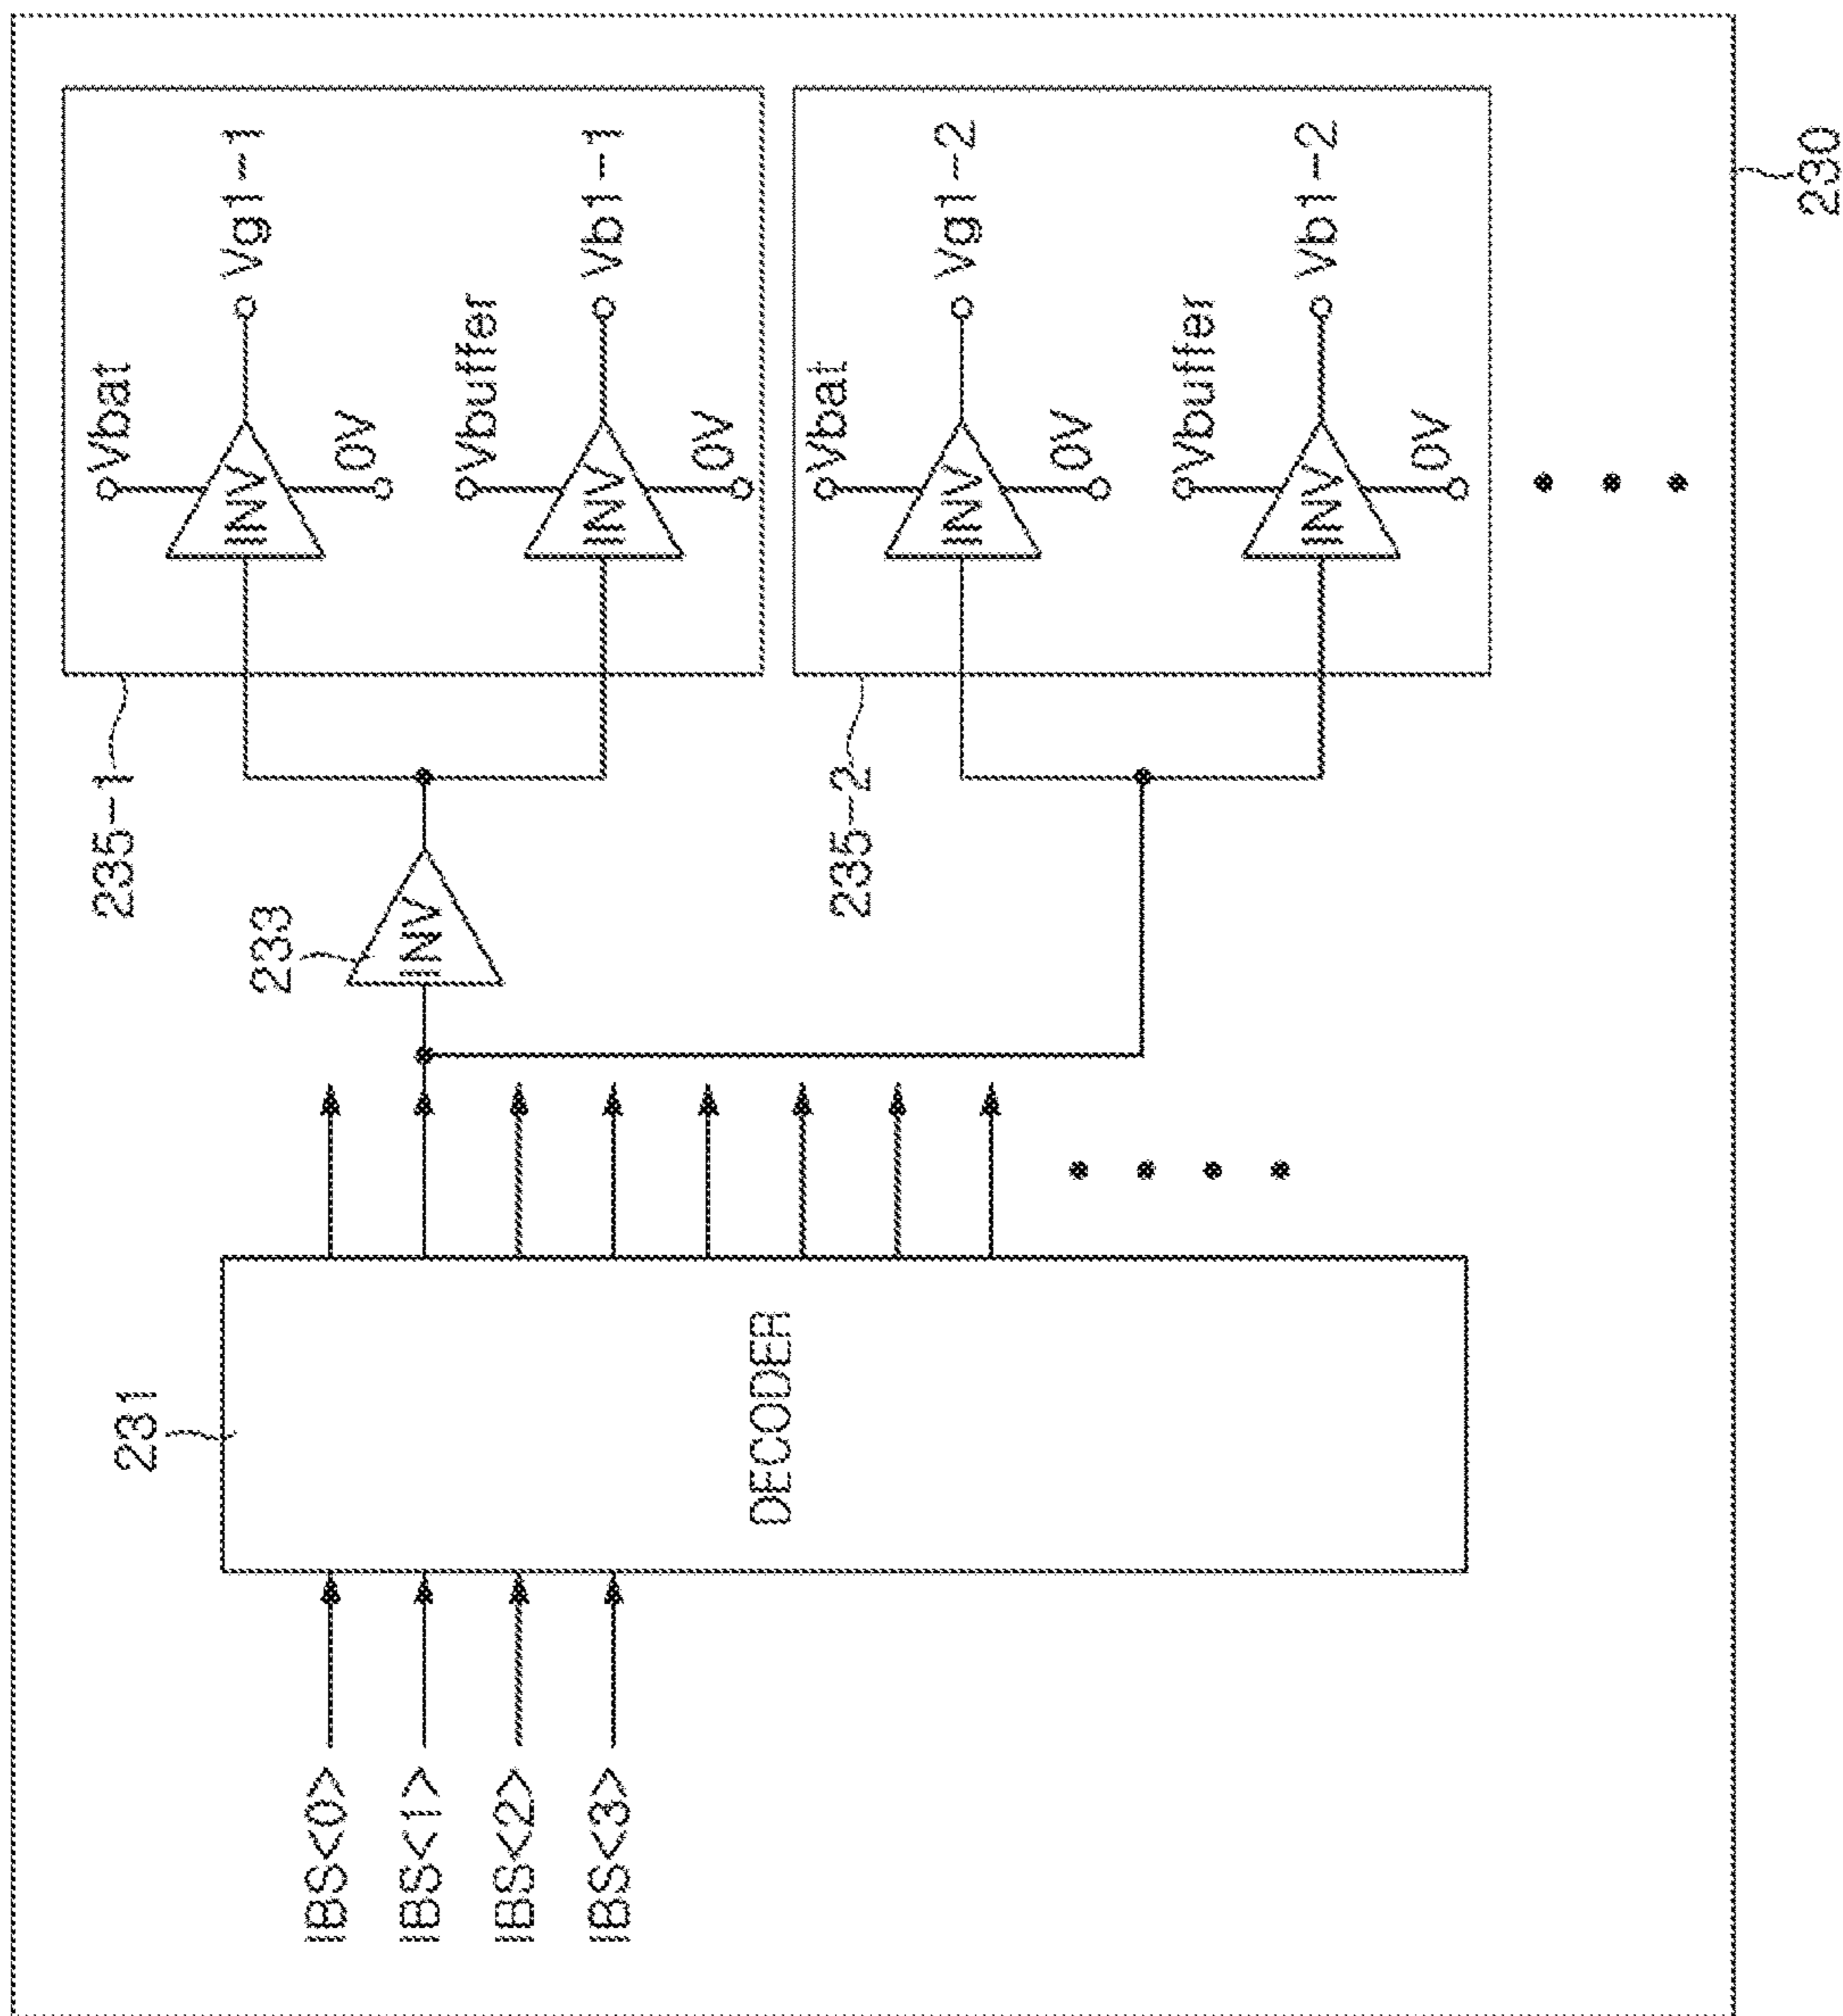 IBS<0>
IBS<1>
IBS<2>
IBS<3>
231
DECODER
233
INV
235-1
Vbat
INV
0V
Vg1-1
Vbuffer
INV
0V
Vb1-1
235-2
Vbat
INV
0V
Vg1-2
Vbuffer
INV
0V
Vb1-2
230